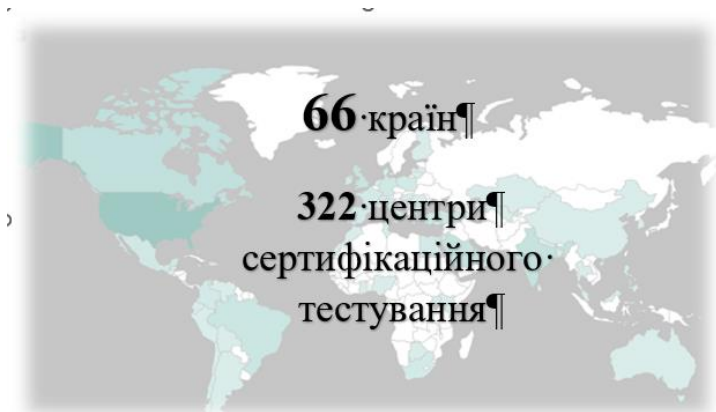 66·країн¶
322·центри¶
сертифікаційного·
тестування¶